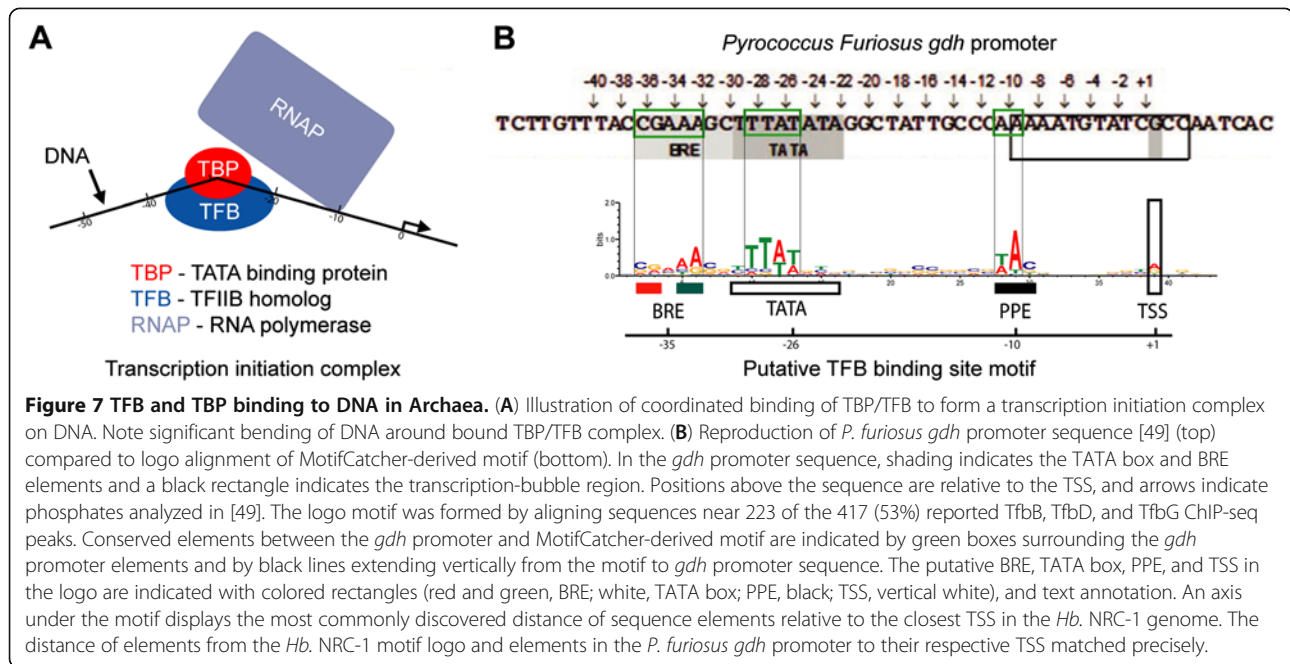 A
RNAP
DNA
TBP
TFB
-50
-40
-20
-10
0
TBP - TATA binding protein
TFB - TFIIB homolog
RNAP - RNA polymerase
Transcription initiation complex
B
Pyrococcus Furiosus gdh promoter
-40 -38 -36 -34 -32 -30 -28 -26 -24 -22 -20 -18 -16 -14 -12 -10 -8 -6 -4 -2 +1
TCTTGTTTACCGAAAGCTTTATATAGGCTATTGCCCAAAAATGTATCGCCAATCAC
BRE TATA
2.0
1.0
0.0
bits
BRE TATA PPE TSS
-35 -26 -10 +1
Putative TFB binding site motif
Figure 7 TFB and TBP binding to DNA in Archaea. (A) Illustration of coordinated binding of TBP/TFB to form a transcription initiation complex
on DNA. Note significant bending of DNA around bound TBP/TFB complex. (B) Reproduction of P. furiosus gdh promoter sequence [49] (top)
compared to logo alignment of MotifCatcher-derived motif (bottom). In the gdh promoter sequence, shading indicates the TATA box and BRE
elements and a black rectangle indicates the transcription-bubble region. Positions above the sequence are relative to the TSS, and arrows indicate
phosphates analyzed in [49]. The logo motif was formed by aligning sequences near 223 of the 417 (53%) reported TfbB, TfbD, and TfbG ChIP-seq
peaks. Conserved elements between the gdh promoter and MotifCatcher-derived motif are indicated by green boxes surrounding the gdh
promoter elements and by black lines extending vertically from the motif to gdh promoter sequence. The putative BRE, TATA box, PPE, and TSS in
the logo are indicated with colored rectangles (red and green, BRE; white, TATA box; PPE, black; TSS, vertical white), and text annotation. An axis
under the motif displays the most commonly discovered distance of sequence elements relative to the closest TSS in the Hb. NRC-1 genome. The
distance of elements from the Hb. NRC-1 motif logo and elements in the P. furiosus gdh promoter to their respective TSS matched precisely.